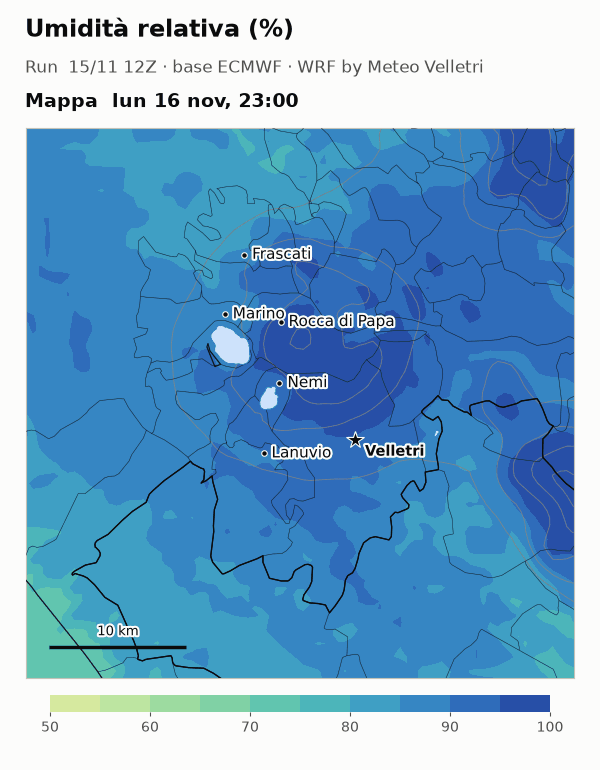 Umidità relativa (%)
Run  15/11 12Z · base ECMWF · WRF by Meteo Velletri
Mappa  lun 16 nov, 23:00
Frascati
Marino
Rocca di Papa
Nemi
Velletri
Lanuvio
10 km
50 60 70 80 90 100